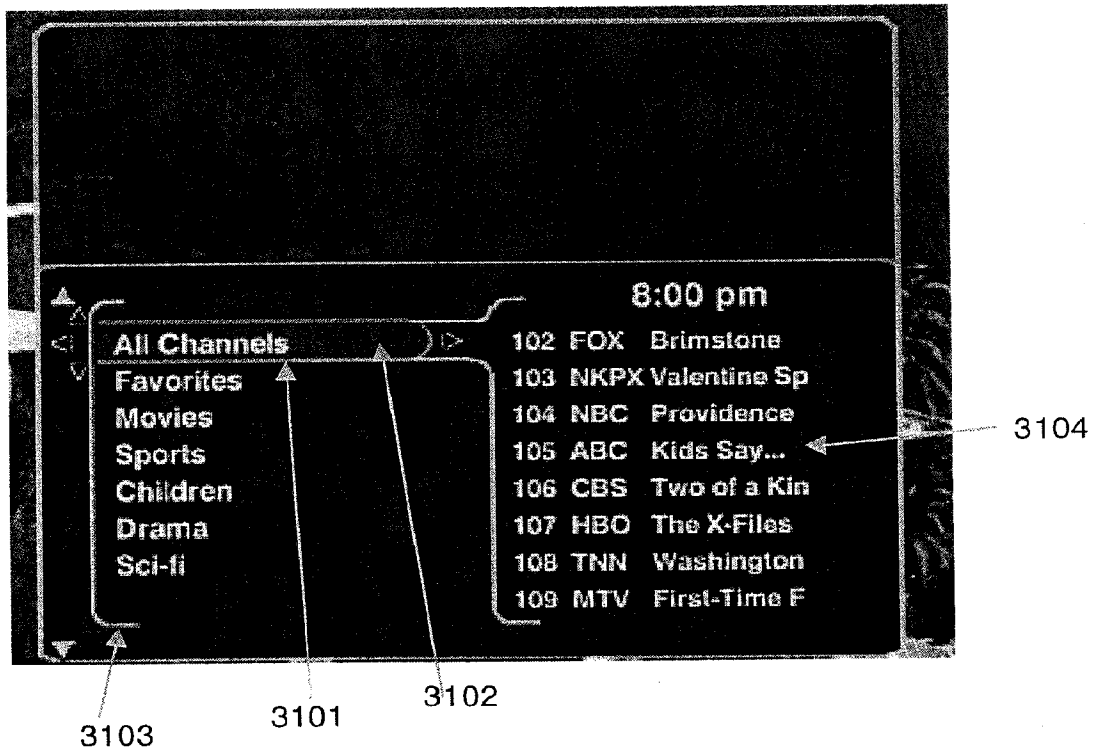 8:00 pm
All Channels
Favorites
Movies
Sports
Children
Drama
Sci-fi
102 FOX Brimstone
103 NKPX Valentine Sp
104 NBC Providence
105 ABC Kids Say...
106 CBS Two of a Kin
107 HBO The X-Files
108 TNN Washington
109 MTV First-Time F
3104
3102
3101
3103